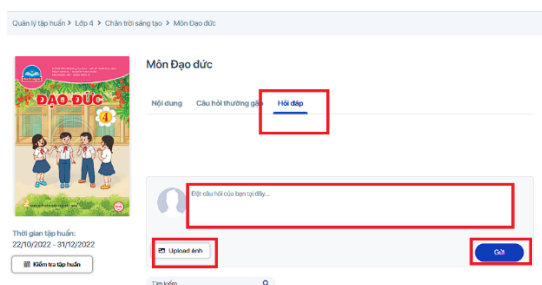 Quản lý tập huấn > Lớp 4 > Chân trời sáng tạo > Môn Đạo đức
Môn Đạo đức
ĐẠO ĐỨC
4
Nội dung Câu hỏi thường gặp Hỏi đáp
Đặt câu hỏi của bạn tại đây...
Upload ảnh
Gửi
Thời gian tập huấn:
22/10/2022 - 31/12/2022
Kiểm tra tập huấn
Tìm kiếm